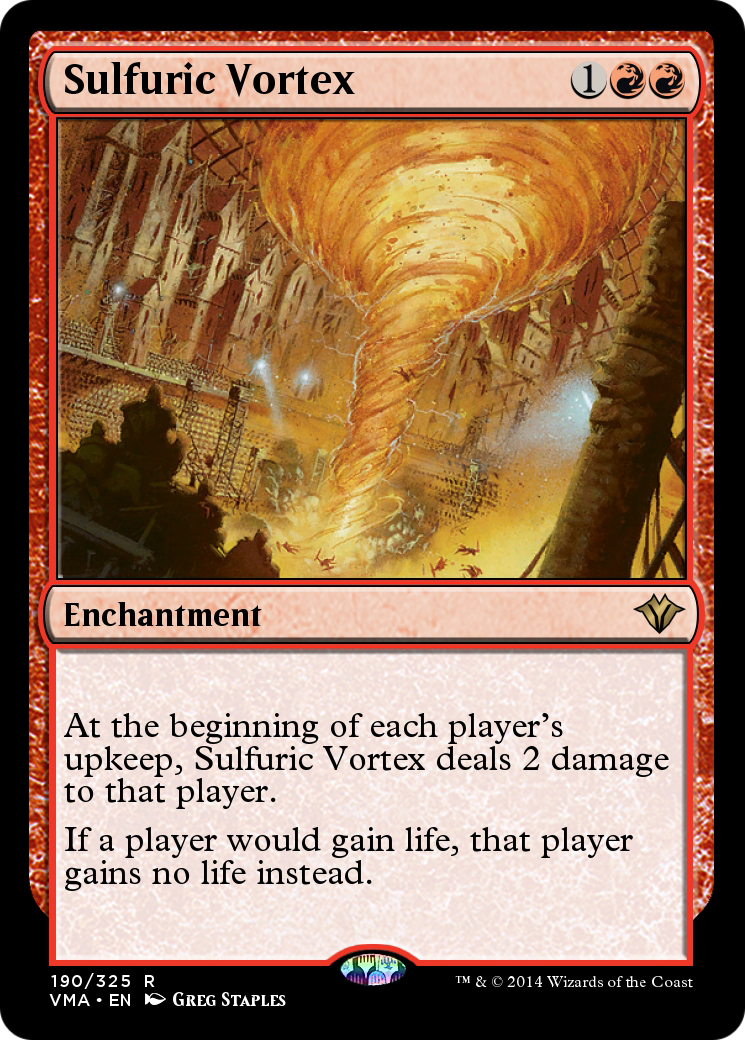 Sulfuric Vortex 1
Enchantment
At the beginning of each player's
upkeep, Sulfuric Vortex deals 2 damage
to that player.
If a player would gain life, that player
gains no life instead.
190/325 R
VMA • EN Greg Staples
™ & © 2014 Wizards of the Coast